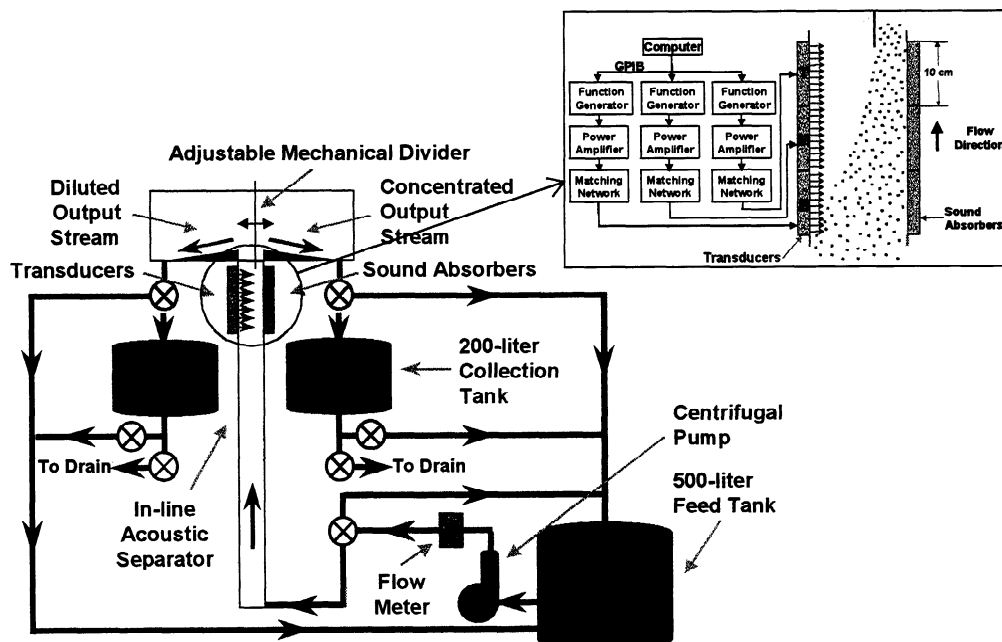 Computer
GPIB
Function
Generator
Function
Generator
Function
Generator
Power
Amplifier
Power
Amplifier
Power
Amplifier
Matching
Network
Matching
Network
Matching
Network
10 cm
Flow
Direction
Sound
Absorbers
Transducers
Adjustable Mechanical Divider
Diluted
Output
Stream
Concentrated
Output
Stream
Transducers
Sound Absorbers
200-liter
Collection
Tank
Centrifugal
Pump
To Drain
To Drain
500-liter
Feed Tank
In-line
Acoustic
Separator
Flow
Meter